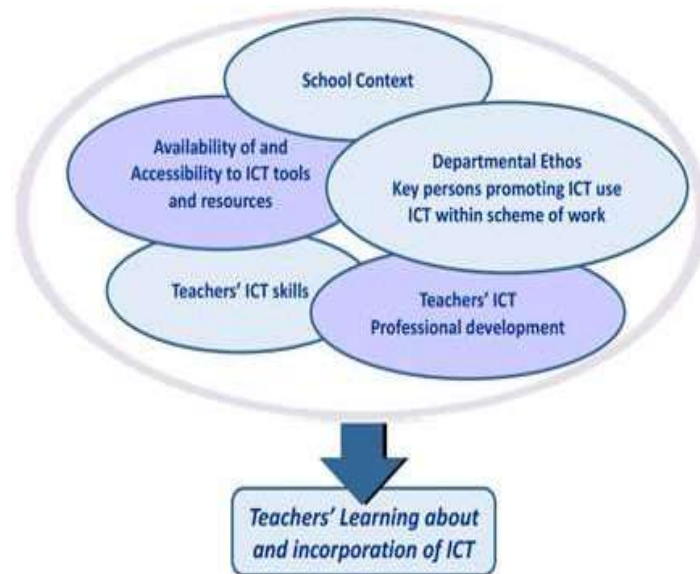 School Context
Availability of and
Accessibility to ICT tools
and resources
Departmental Ethos
Key persons promoting ICT use
ICT within scheme of work
Teachers’ ICT skills
Teachers’ ICT
Professional development
Teachers’ Learning about
and incorporation of ICT